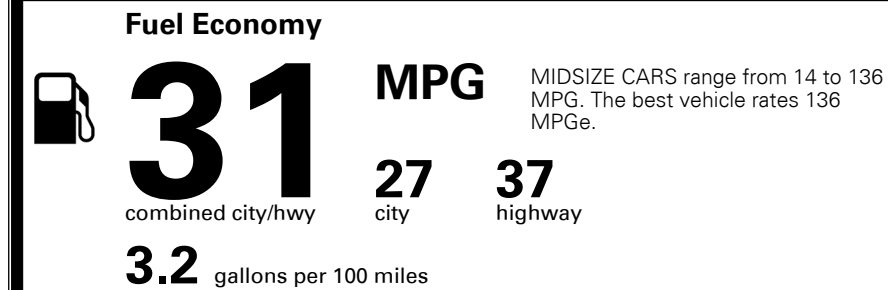 Fuel Economy
31 MPG
MIDSIZE CARS range from 14 to 136
MPG. The best vehicle rates 136
MPGe.
27 37
combined city/hwy city highway
3.2 gallons per 100 miles